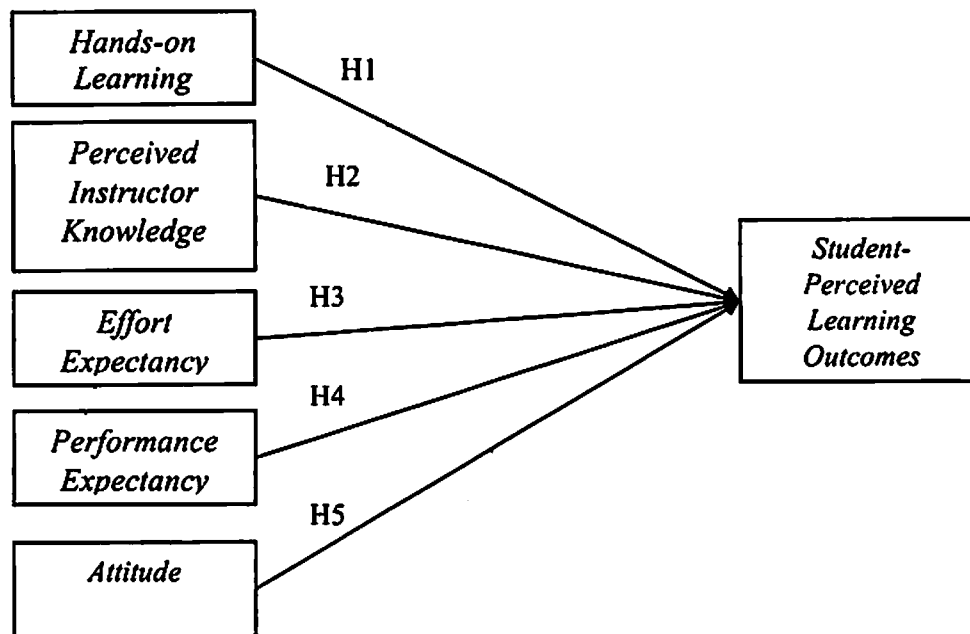 Hands-on
Learning
H1
Perceived
Instructor
Knowledge
H2
Effort
Expectancy
H3
Performance
Expectancy
H4
Attitude
H5
Student-
Perceived
Learning
Outcomes